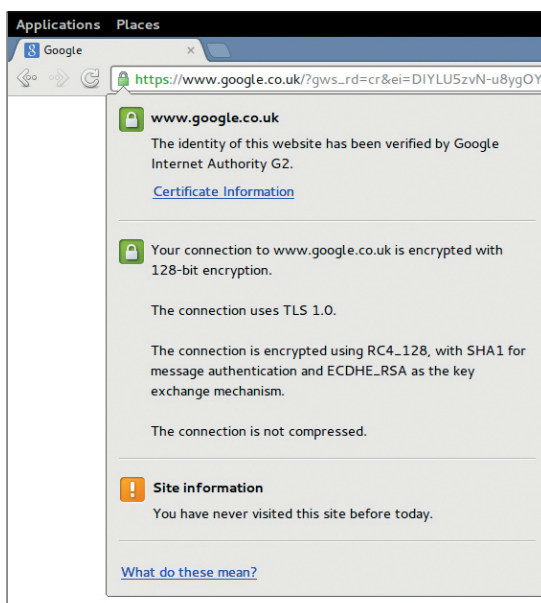 Applications Places
8 Google ×
https://www.google.co.uk/?gws_rd=cr&ei=DIYLU5zvN-u8ygOY
www.google.co.uk
The identity of this website has been verified by Google
Internet Authority G2.
Certificate Information
Your connection to www.google.co.uk is encrypted with
128-bit encryption.
The connection uses TLS 1.0.
The connection is encrypted using RC4_128, with SHA1 for
message authentication and ECDHE_RSA as the key
exchange mechanism.
The connection is not compressed.
Site information
You have never visited this site before today.
What do these mean?